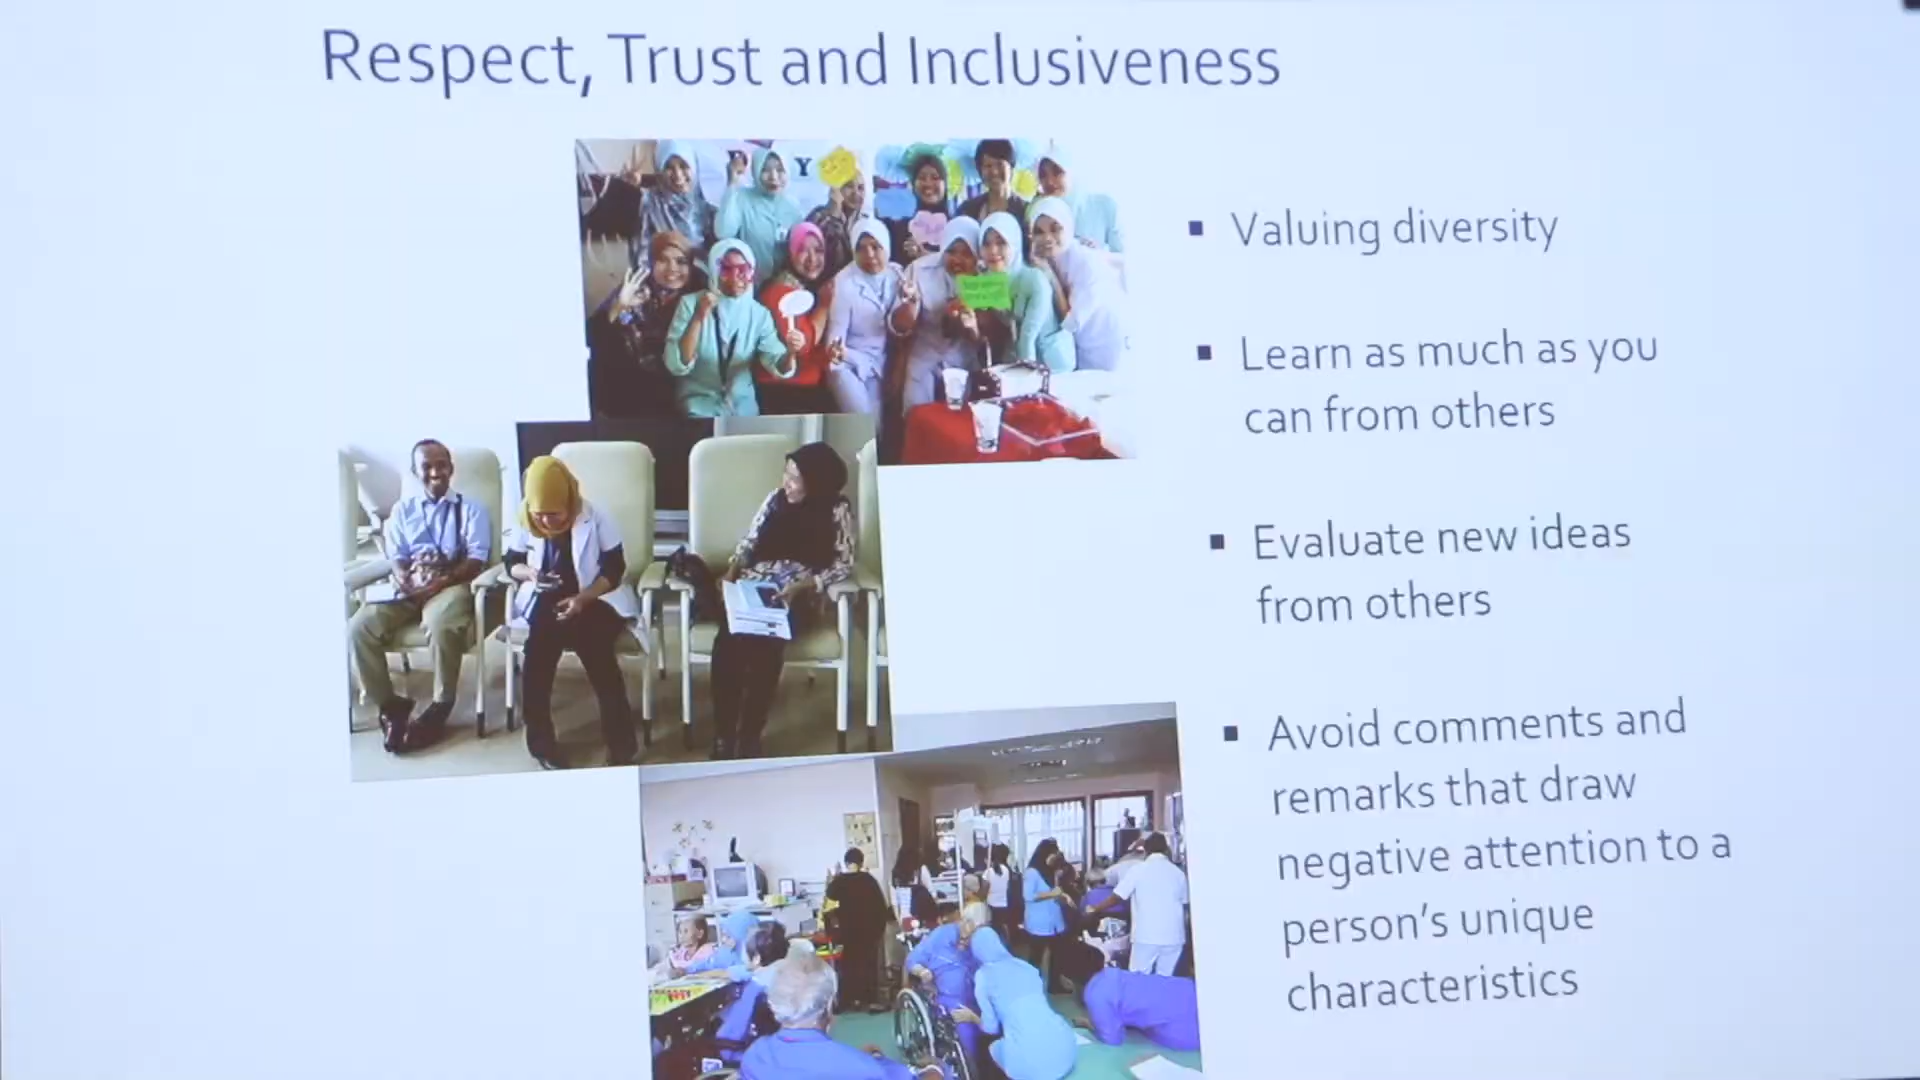 Respect, Trust and Inclusiveness
Y
▪ Valuing diversity
▪ Learn as much as you
can from others
▪ Evaluate new ideas
from others
▪ Avoid comments and
remarks that draw
negative attention to a
person's unique
characteristics